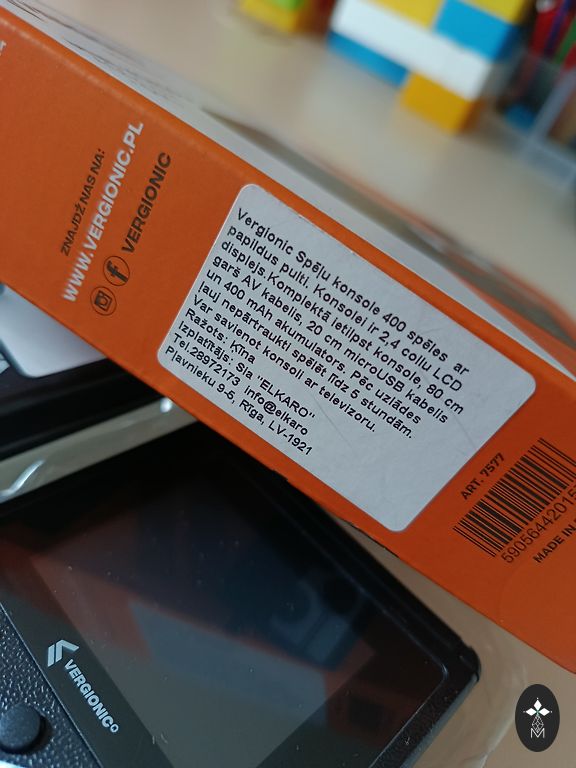 ZNAJDŹ NAS NA:
WWW.VERGIONIC.PL
VERGIONIC
Vergionic Spēļu konsole 400 spēles ar
papildus pulti. Konsolei ir 2,4 collu LCD
displejs.Komplektā ietilpst konsole, 80 cm
garš AV kabelis, 20 cm microUSB kabelis
un 400 mAh akumulators. Pēc uzlādes
ļauj nepārtraukti spēlēt līdz 5 stundām.
Var savienot konsoli ar televizoru.
Ražots: Ķīna
Izplatītājs: Sia "ELKARO"
Tel.28972173 info@elkaro
Pļavnieku 9-5, Rīga, LV-1921
ART. 7577
59056442015
MADE IN
VERGIONIC